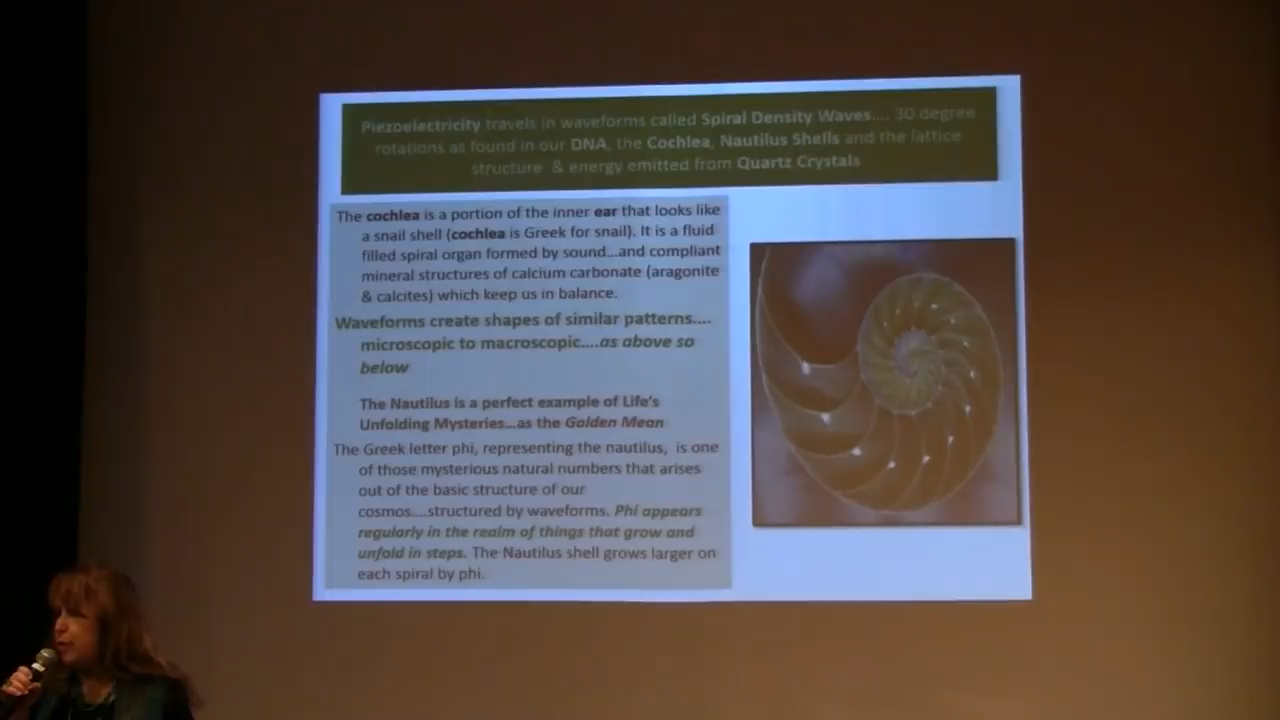 Piezoelectricity travels in waveforms called Spiral Density Waves.... 30 degree
rotations as found in our DNA, the Cochlea, Nautilus Shells and the lattice
structure & energy emitted from Quartz Crystals
The cochlea is a portion of the inner ear that looks like
a snail shell (cochlea is Greek for snail). It is a fluid
filled spiral organ formed by sound...and compliant
mineral structures of calcium carbonate (aragonite
& calcites) which keep us in balance.
Waveforms create shapes of similar patterns....
microscopic to macroscopic....as above so
below
The Nautilus is a perfect example of Life's
Unfolding Mysteries...as the Golden Mean
The Greek letter phi, representing the nautilus, is one
of those mysterious natural numbers that arises
out of the basic structure of our
cosmos....structured by waveforms. Phi appears
regularly in the realm of things that grow and
unfold in steps. The Nautilus shell grows larger on
each spiral by phi.